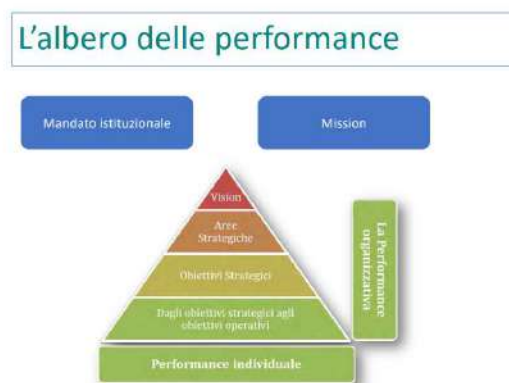 L'albero delle performance
Mandato istituzionale
Mission
Vision
Aree
Strategiche
Obiettivi Strategici
Dagli obiettivi strategici agli
obiettivi operativi
La Performance
organizzativa
Performance individuale